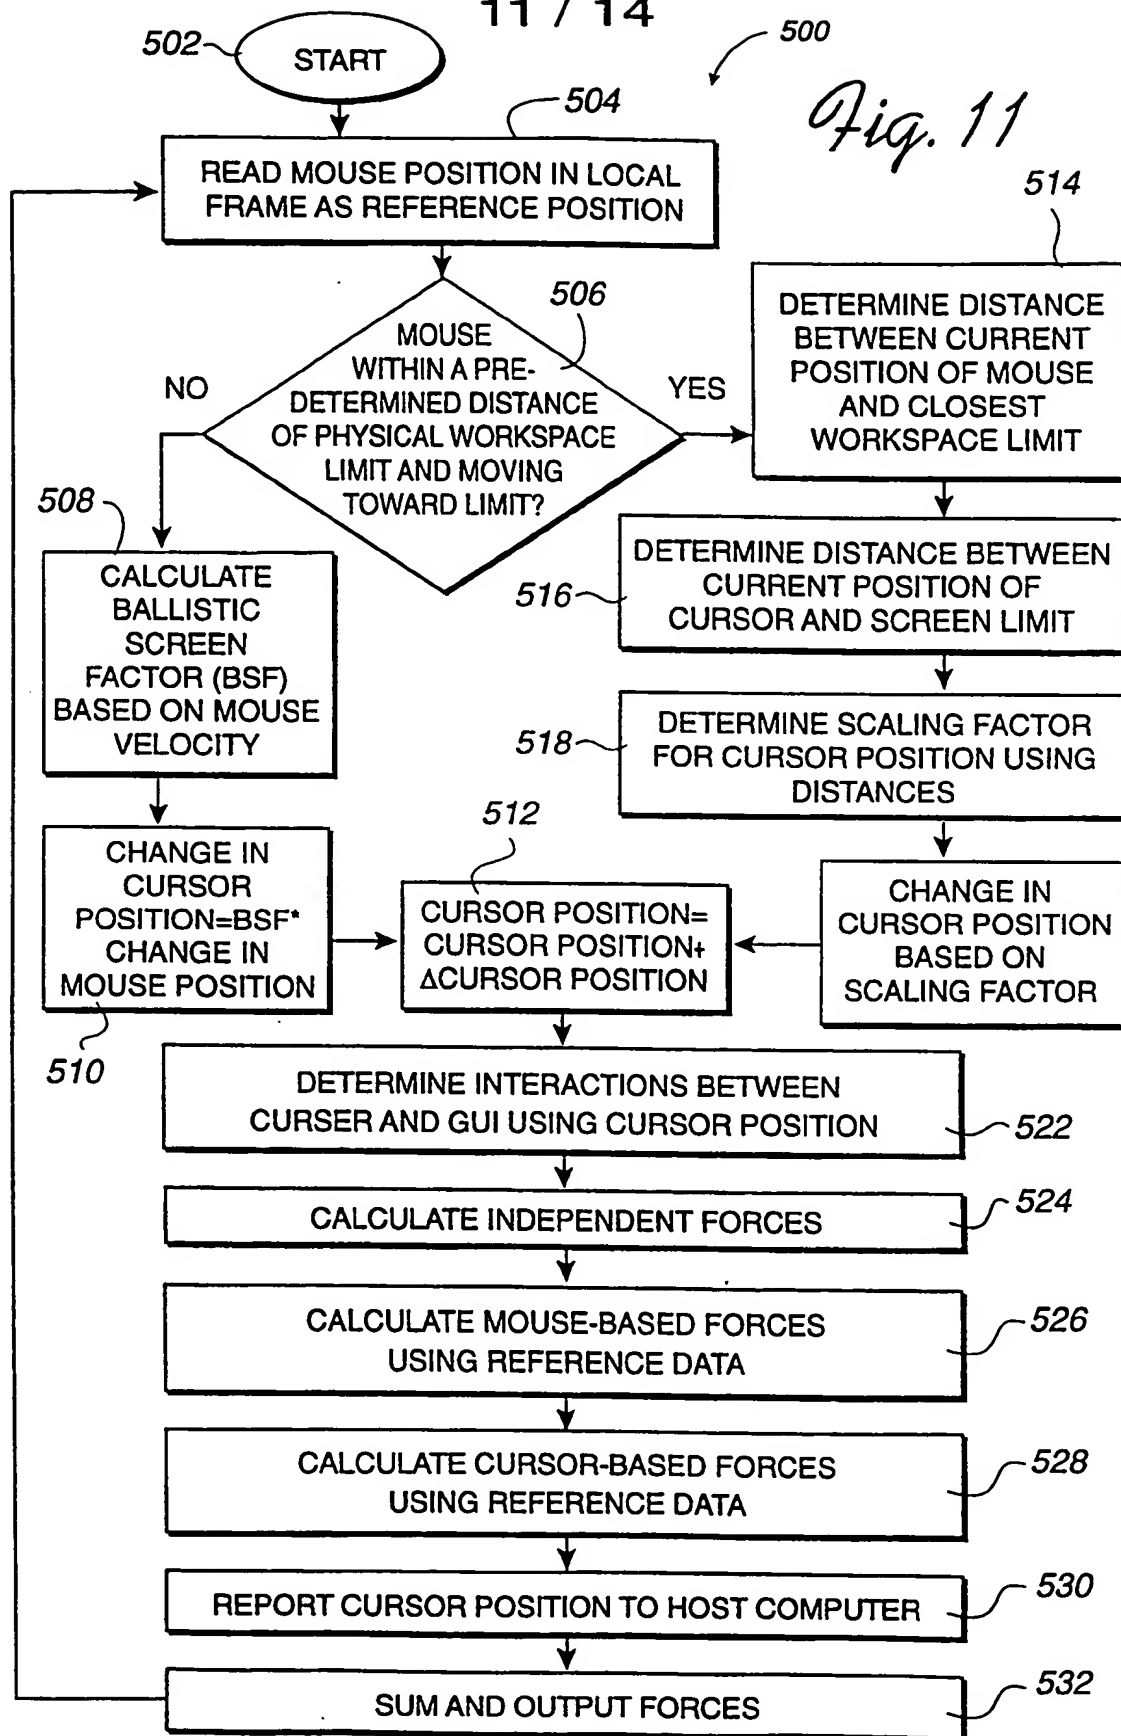 11 / 14
500
Fig. 11
502
START
504
READ MOUSE POSITION IN LOCAL
FRAME AS REFERENCE POSITION
506
MOUSE
WITHIN A PRE-
DETERMINED DISTANCE
OF PHYSICAL WORKSPACE
LIMIT AND MOVING
TOWARD LIMIT?
NO
YES
514
DETERMINE DISTANCE
BETWEEN CURRENT
POSITION OF MOUSE
AND CLOSEST
WORKSPACE LIMIT
508
CALCULATE
BALLISTIC
SCREEN
FACTOR (BSF)
BASED ON MOUSE
VELOCITY
516
DETERMINE DISTANCE BETWEEN
CURRENT POSITION OF
CURSOR AND SCREEN LIMIT
518
DETERMINE SCALING FACTOR
FOR CURSOR POSITION USING
DISTANCES
CHANGE IN
CURSOR
POSITION=BSF*
CHANGE IN
MOUSE POSITION
510
512
CURSOR POSITION=
CURSOR POSITION+
ΔCURSOR POSITION
CHANGE IN
CURSOR POSITION
BASED ON
SCALING FACTOR
DETERMINE INTERACTIONS BETWEEN
CURSER AND GUI USING CURSOR POSITION
522
CALCULATE INDEPENDENT FORCES
524
CALCULATE MOUSE-BASED FORCES
USING REFERENCE DATA
526
CALCULATE CURSOR-BASED FORCES
USING REFERENCE DATA
528
REPORT CURSOR POSITION TO HOST COMPUTER
530
SUM AND OUTPUT FORCES
532